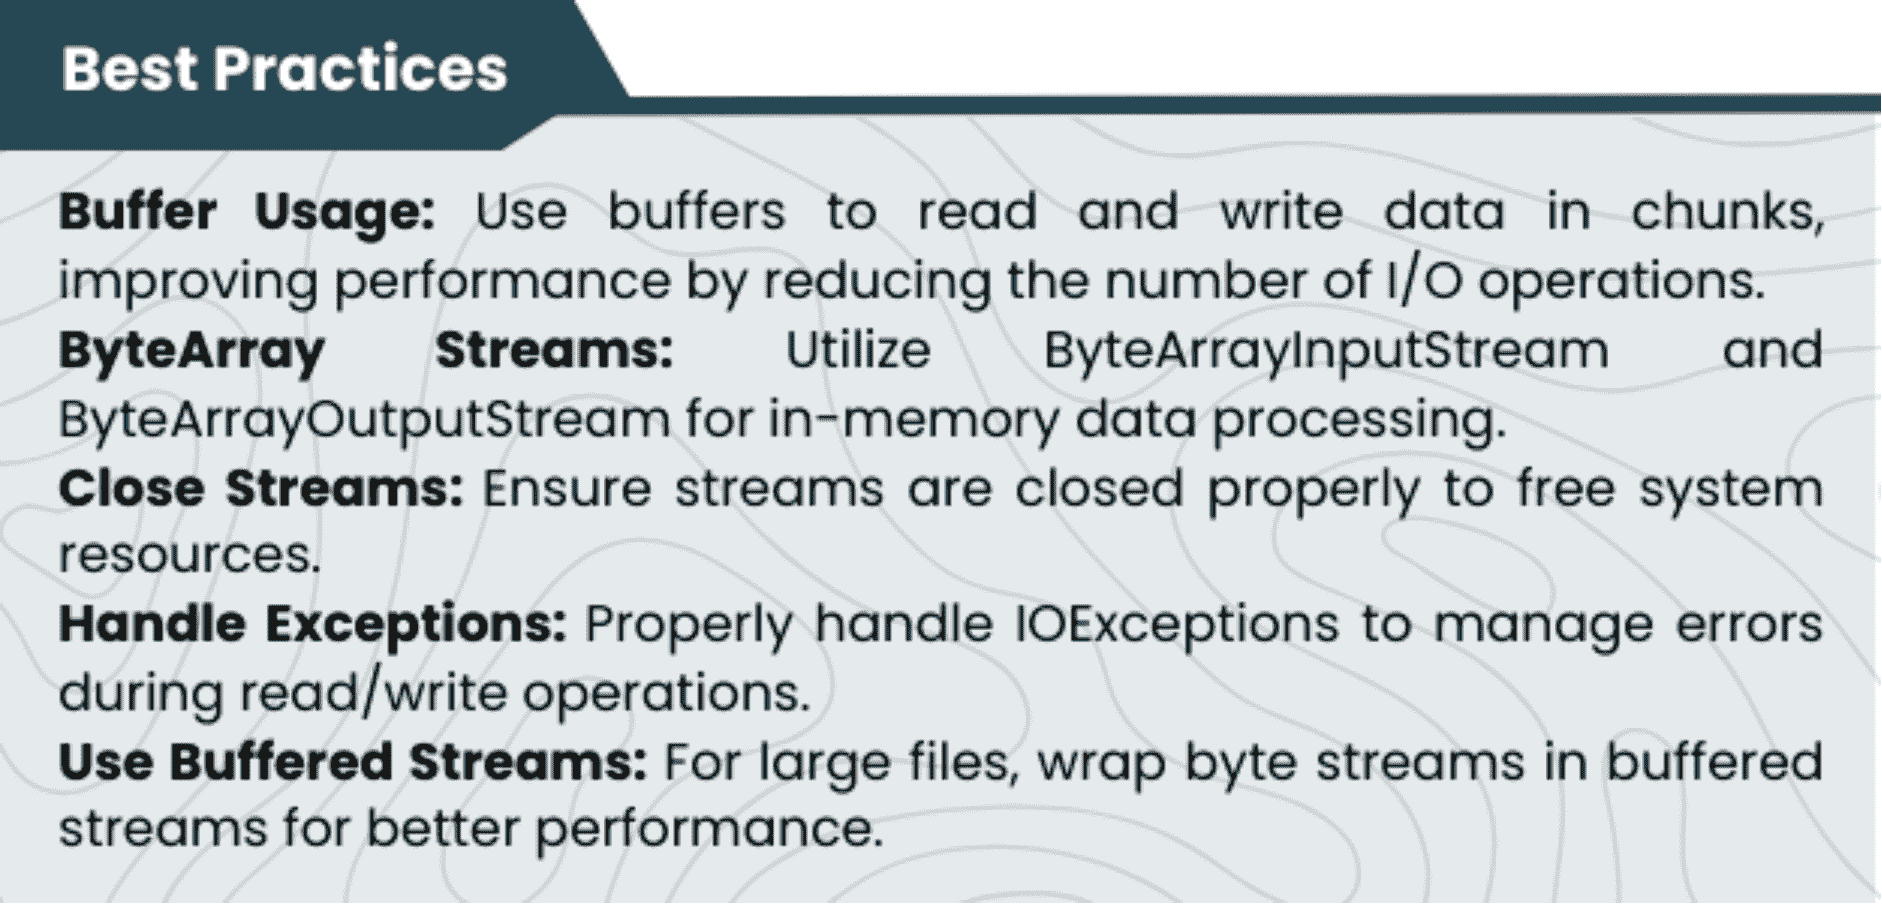 Best Practices
Buffer Usage: Use buffers to read and write data in chunks,
improving performance by reducing the number of I/O operations.
ByteArray Streams: Utilize ByteArrayInputStream and
ByteArrayOutputStream for in-memory data processing.
Close Streams: Ensure streams are closed properly to free system
resources.
Handle Exceptions: Properly handle IOExceptions to manage errors
during read/write operations.
Use Buffered Streams: For large files, wrap byte streams in buffered
streams for better performance.